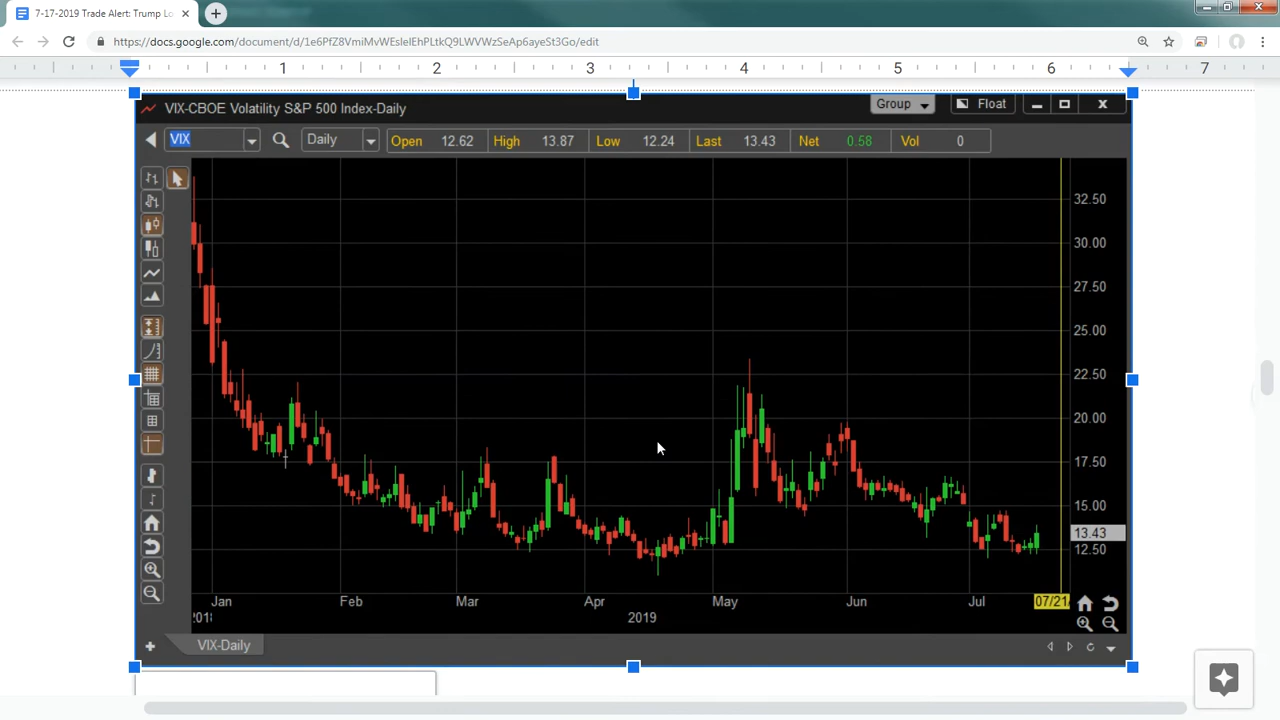 7-17-2019 Trade Alert: Trump Lo
https://docs.google.com/document/d/1e6PfZ8VmiMvWEsleIEhPLtkQ9LWVWzSeAp6ayeSt3Go/edit
1 2 3 4 5 6 7
VIX-CBOE Volatility S&P 500 Index-Daily Group Float
VIX Daily Open 12.62 High 13.87 Low 12.24 Last 13.43 Net 0.58 Vol 0
32.50
30.00
27.50
25.00
22.50
20.00
17.50
15.00
13.43
12.50
Jan Feb Mar Apr May Jun Jul 07/21
2018 2019
VIX-Daily